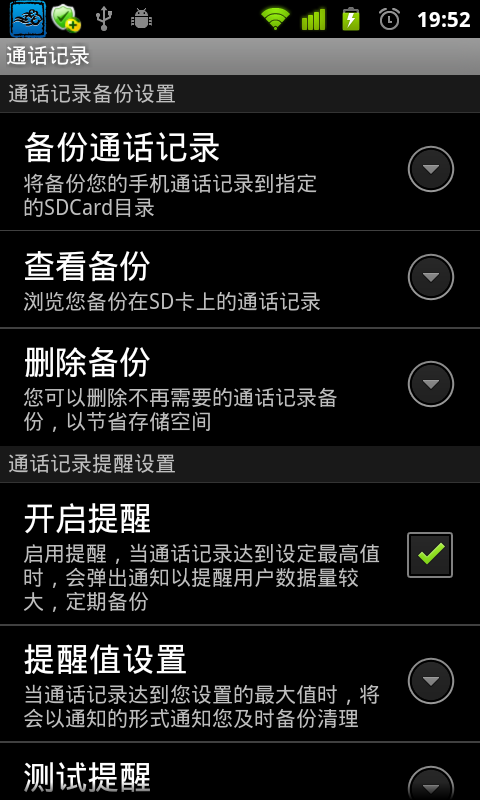 19:52
通话记录
通话记录备份设置
备份通话记录
将备份您的手机通话记录到指定
的SDCard目录
查看备份
浏览您备份在SD卡上的通话记录
删除备份
您可以删除不再需要的通话记录备
份，以节省存储空间
通话记录提醒设置
开启提醒
启用提醒，当通话记录达到设定最高值
时，会弹出通知以提醒用户数据量较
大，定期备份
提醒值设置
当通话记录达到您设置的最大值时，将
会以通知的形式通知您及时备份清理
测试提醒